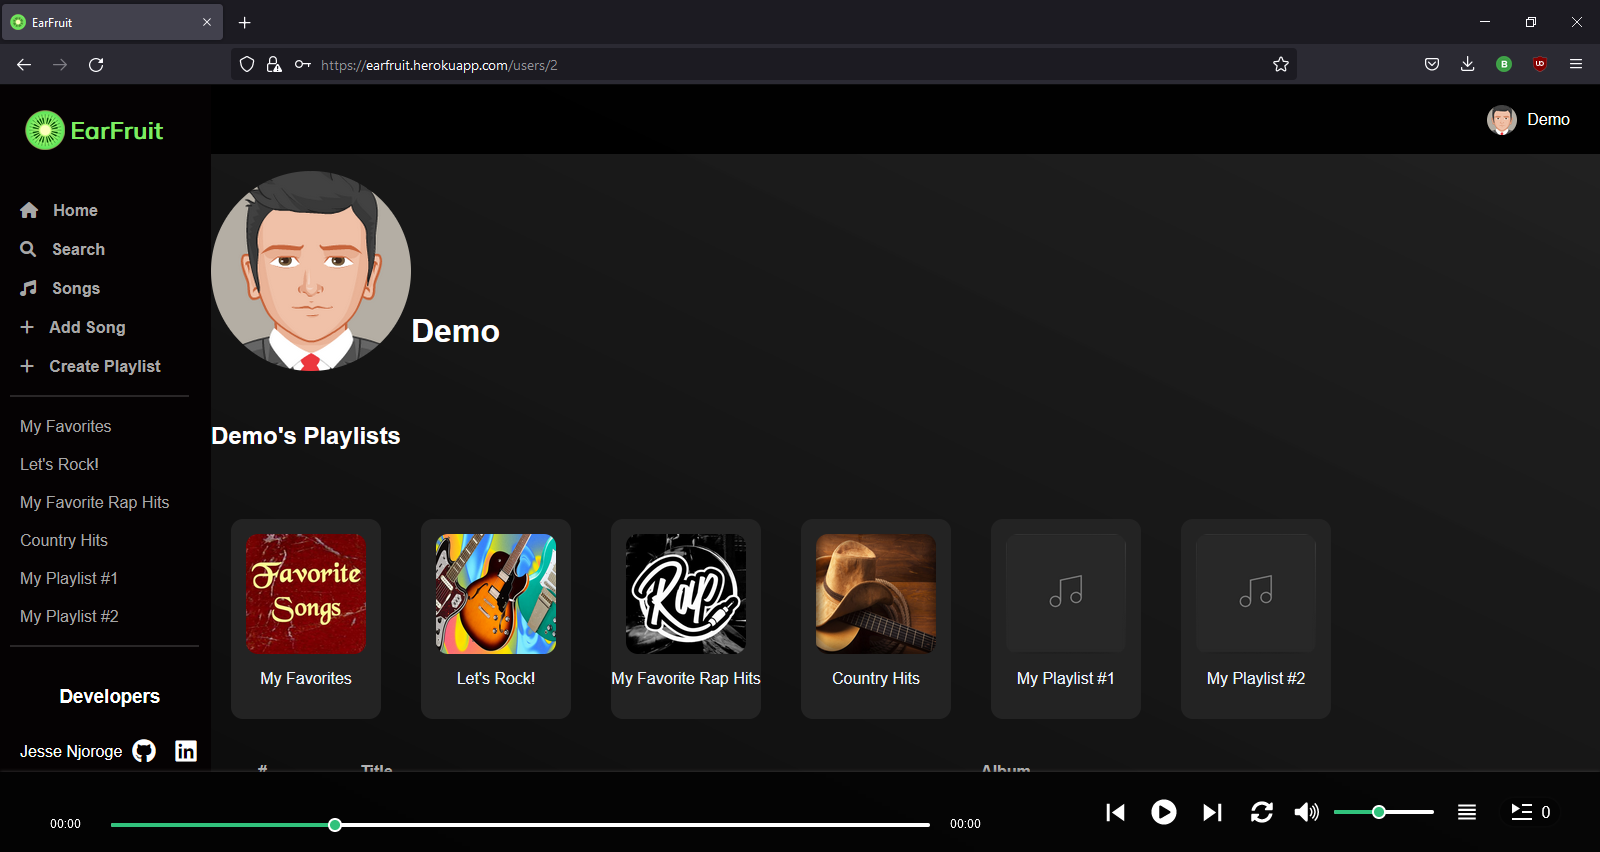 EarFruit
https://earfruit.herokuapp.com/users/2
B
UD
EarFruit
Demo
Home
Search
Songs
Add Song
Create Playlist
My Favorites
Let's Rock!
My Favorite Rap Hits
Country Hits
My Playlist #1
My Playlist #2
Developers
Jesse Njoroge
in
Demo
Demo's Playlists
Favorite
Songs
My Favorites
Let's Rock!
Rap
My Favorite Rap Hits
Country Hits
My Playlist #1
My Playlist #2
# Title Album
00:00
00:00
0